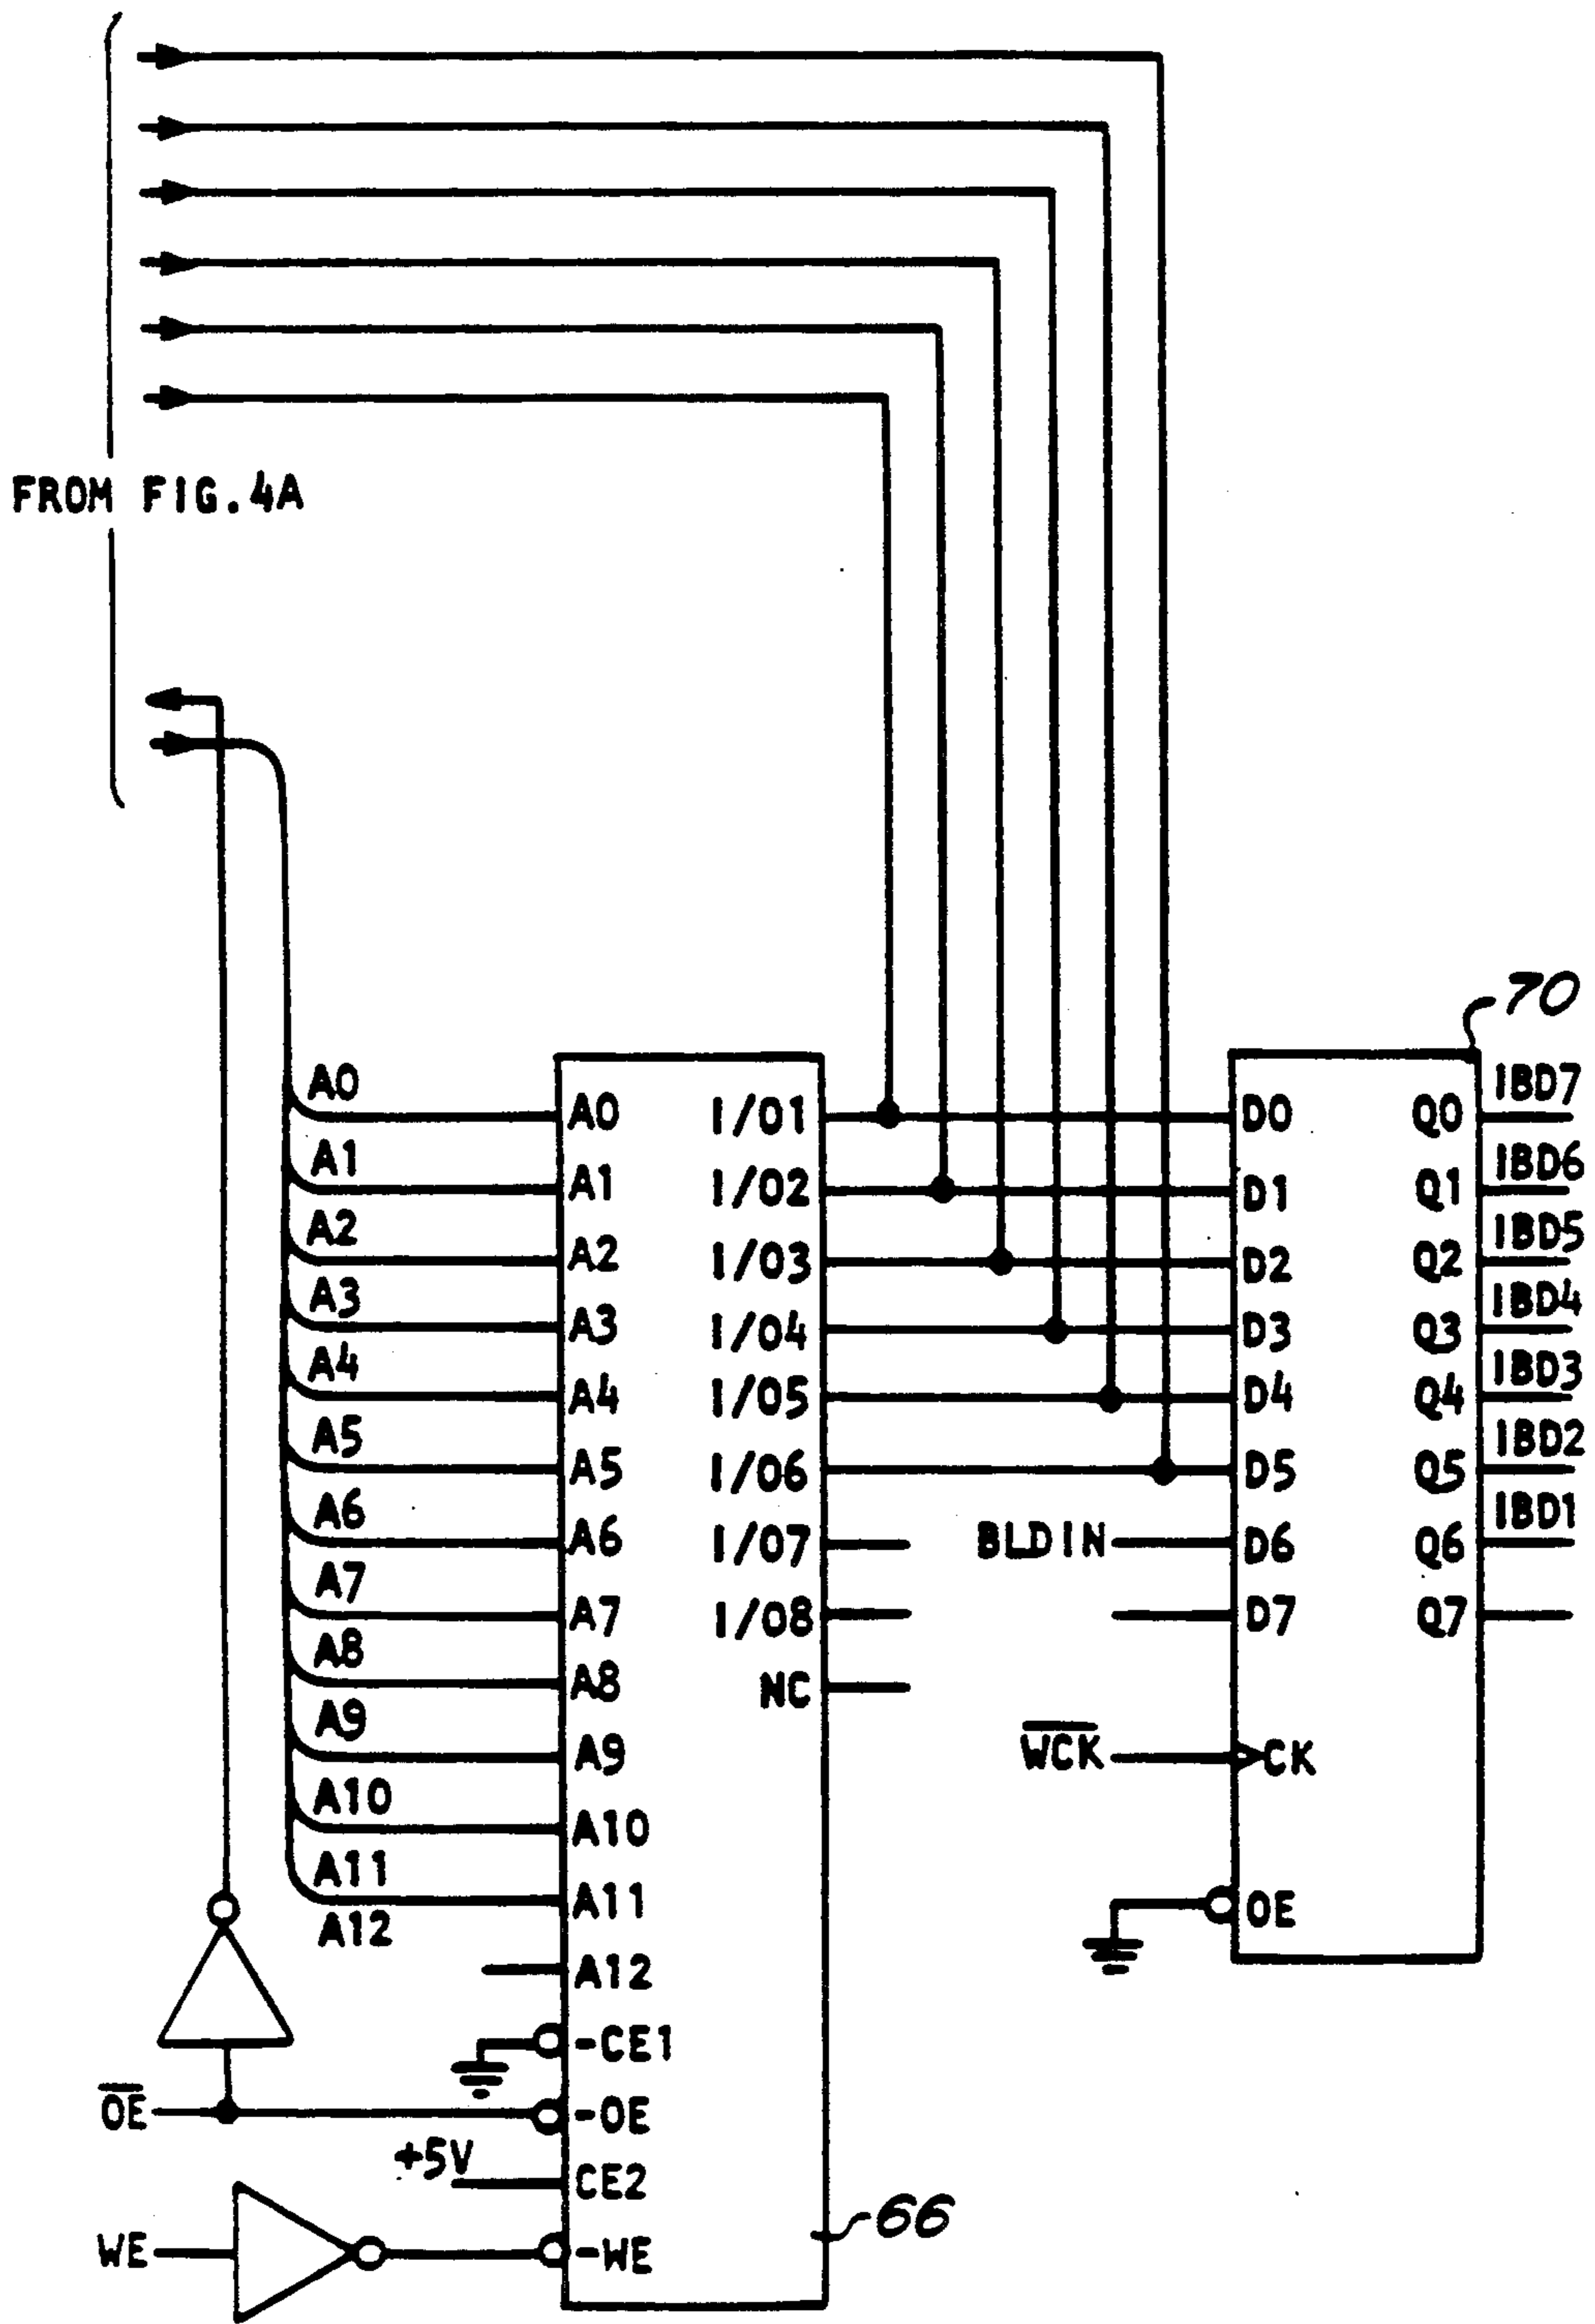 FROM FIG.4A
70
A0 A0 I/O1 D0 Q0 IBD7
A1 A1 I/O2 D1 Q1 IBD6
A2 A2 I/O3 D2 Q2 IBD5
A3 A3 I/O4 D3 Q3 IBD4
A4 A4 I/O5 D4 Q4 IBD3
A5 A5 I/O6 D5 Q5 IBD2
A6 A6 I/O7 BLDIN D6 Q6 IBD1
A7 A7 I/O8 D7 Q7
A8 A8 NC
A9 A9 W̅C̅K̅ CK
A10 A10
A11 A11 OE
A12 A12
-CE1
O̅E̅ -OE
+5V CE2
66
WE -WE